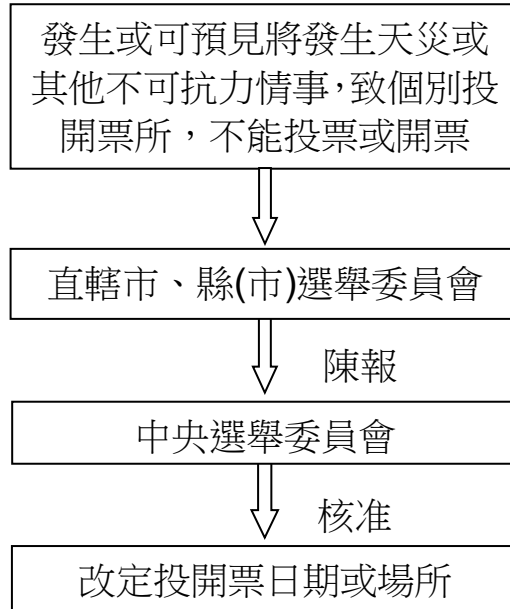 發生或可預見將發生天災或
其他不可抗力情事,致個別投
開票所，不能投票或開票
直轄市、縣(市)選舉委員會
陳報
中央選舉委員會
核准
改定投開票日期或場所